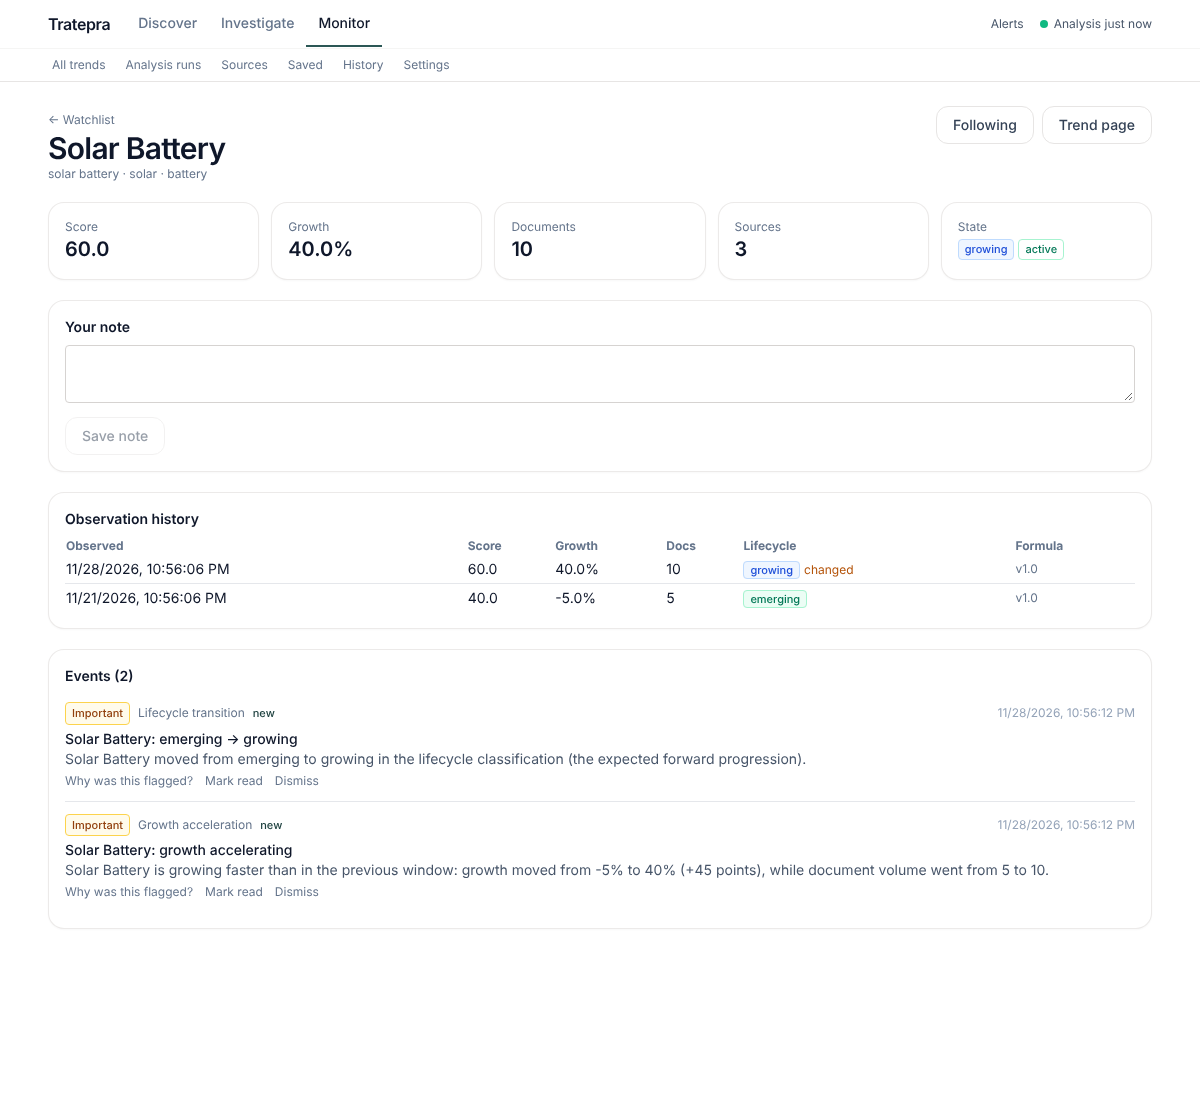 Tratepra Discover Investigate Monitor Alerts Analysis just now
All trends Analysis runs Sources Saved History Settings
← Watchlist
Following Trend page
Solar Battery
solar battery · solar · battery
Score Growth Documents Sources State
60.0 40.0% 10 3 growing active
Your note
Save note
Observation history
Observed Score Growth Docs Lifecycle Formula
11/28/2026, 10:56:06 PM 60.0 40.0% 10 growing changed v1.0
11/21/2026, 10:56:06 PM 40.0 -5.0% 5 emerging v1.0
Events (2)
Important Lifecycle transition new 11/28/2026, 10:56:12 PM
Solar Battery: emerging → growing
Solar Battery moved from emerging to growing in the lifecycle classification (the expected forward progression).
Why was this flagged? Mark read Dismiss
Important Growth acceleration new 11/28/2026, 10:56:12 PM
Solar Battery: growth accelerating
Solar Battery is growing faster than in the previous window: growth moved from -5% to 40% (+45 points), while document volume went from 5 to 10.
Why was this flagged? Mark read Dismiss